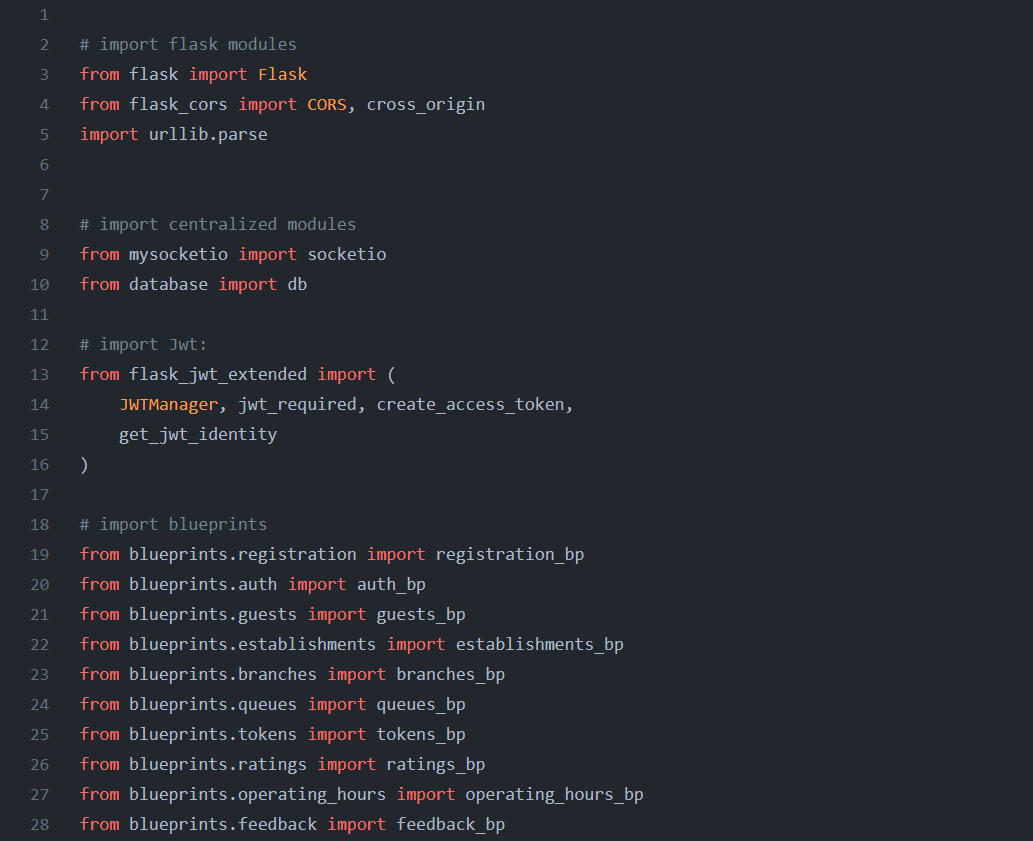 1
2 # import flask modules
3 from flask import Flask
4 from flask_cors import CORS, cross_origin
5 import urllib.parse
6
7
8 # import centralized modules
9 from mysocketio import socketio
10 from database import db
11
12 # import Jwt:
13 from flask_jwt_extended import (
14     JWTManager, jwt_required, create_access_token,
15     get_jwt_identity
16 )
17
18 # import blueprints
19 from blueprints.registration import registration_bp
20 from blueprints.auth import auth_bp
21 from blueprints.guests import guests_bp
22 from blueprints.establishments import establishments_bp
23 from blueprints.branches import branches_bp
24 from blueprints.queues import queues_bp
25 from blueprints.tokens import tokens_bp
26 from blueprints.ratings import ratings_bp
27 from blueprints.operating_hours import operating_hours_bp
28 from blueprints.feedback import feedback_bp